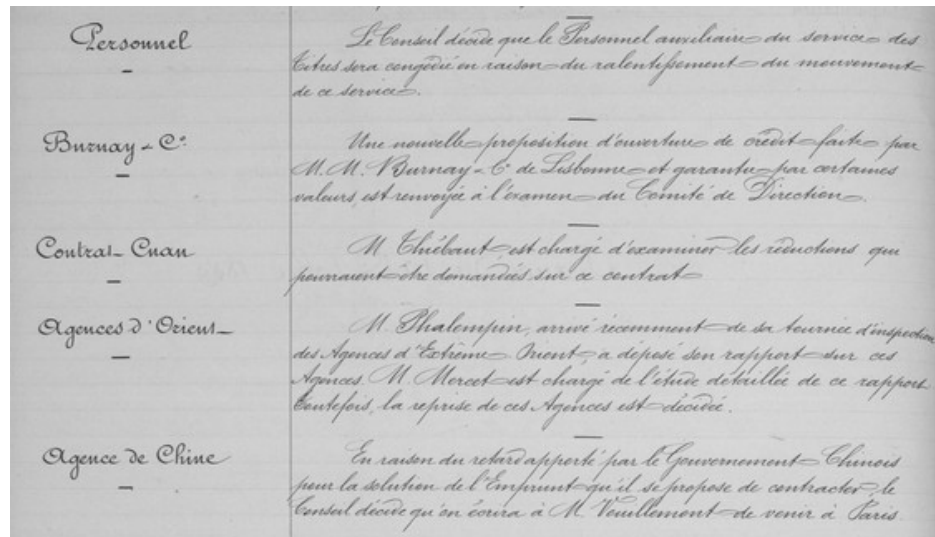 Personnel
Le Conseil décide que le Personnel auxiliaire du service des
Titres sera congédié en raison du ralentissement du mouvement
de ce service.
Burnay & Cie
Une nouvelle proposition d'ouverture de crédit faite par
M.M. Burnay & Cie de Lisbonne et garantie par certaines
valeurs, est renvoyée à l'examen du Comité de Direction.
Contrat Cuan
M. Thiébaut est chargé d'examiner les réductions qui
pourraient être demandées sur ce contrat
Agences d'Orient
M. Phalempin, arrivé récemment de sa tournée d'inspection
des Agences d'Extrême Orient, a déposé son rapport sur ces
Agences. M. Mercet est chargé de l'étude détaillée de ce rapport
Toutefois, la reprise de ces Agences est décidée.
Agence de Chine
En raison du retard apporté par le Gouvernement Chinois
pour la solution de l'Emprunt qu'il se propose de contracter, le
Conseil décide qu'on écrira à M. Vouillemont de venir à Paris